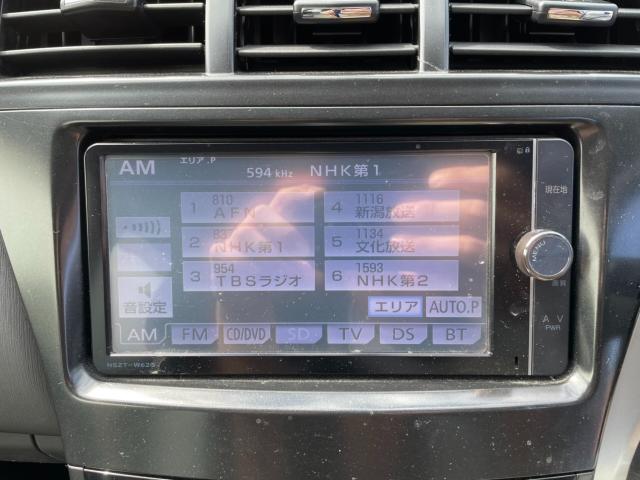 AM エリア.P 594 kHz NHK第1
1 810 AFN
2 837 NHK第1
3 954 TBSラジオ
4 1116 新潟放送
5 1134 文化放送
6 1593 NHK第2
音設定
エリア AUTO.P
AM FM CD/DVD SD TV DS BT
現在地
MENU
AV
PWR